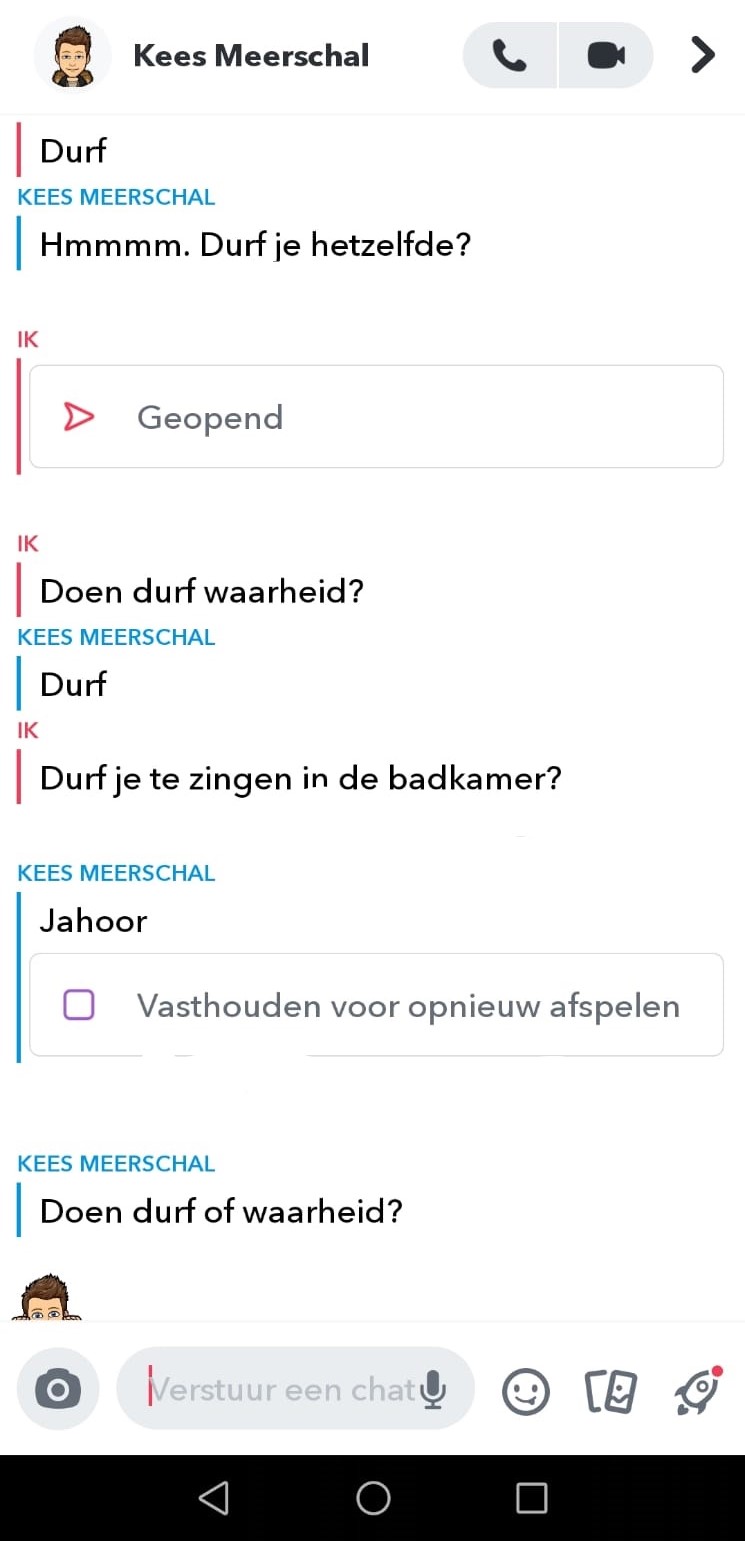 Kees Meerschal
Durf
KEES MEERSCHAL
Hmmmm. Durf je hetzelfde?
IK
Geopend
IK
Doen durf waarheid?
KEES MEERSCHAL
Durf
IK
Durf je te zingen in de badkamer?
KEES MEERSCHAL
Jahoor
Vasthouden voor opnieuw afspelen
KEES MEERSCHAL
Doen durf of waarheid?
Verstuur een chat